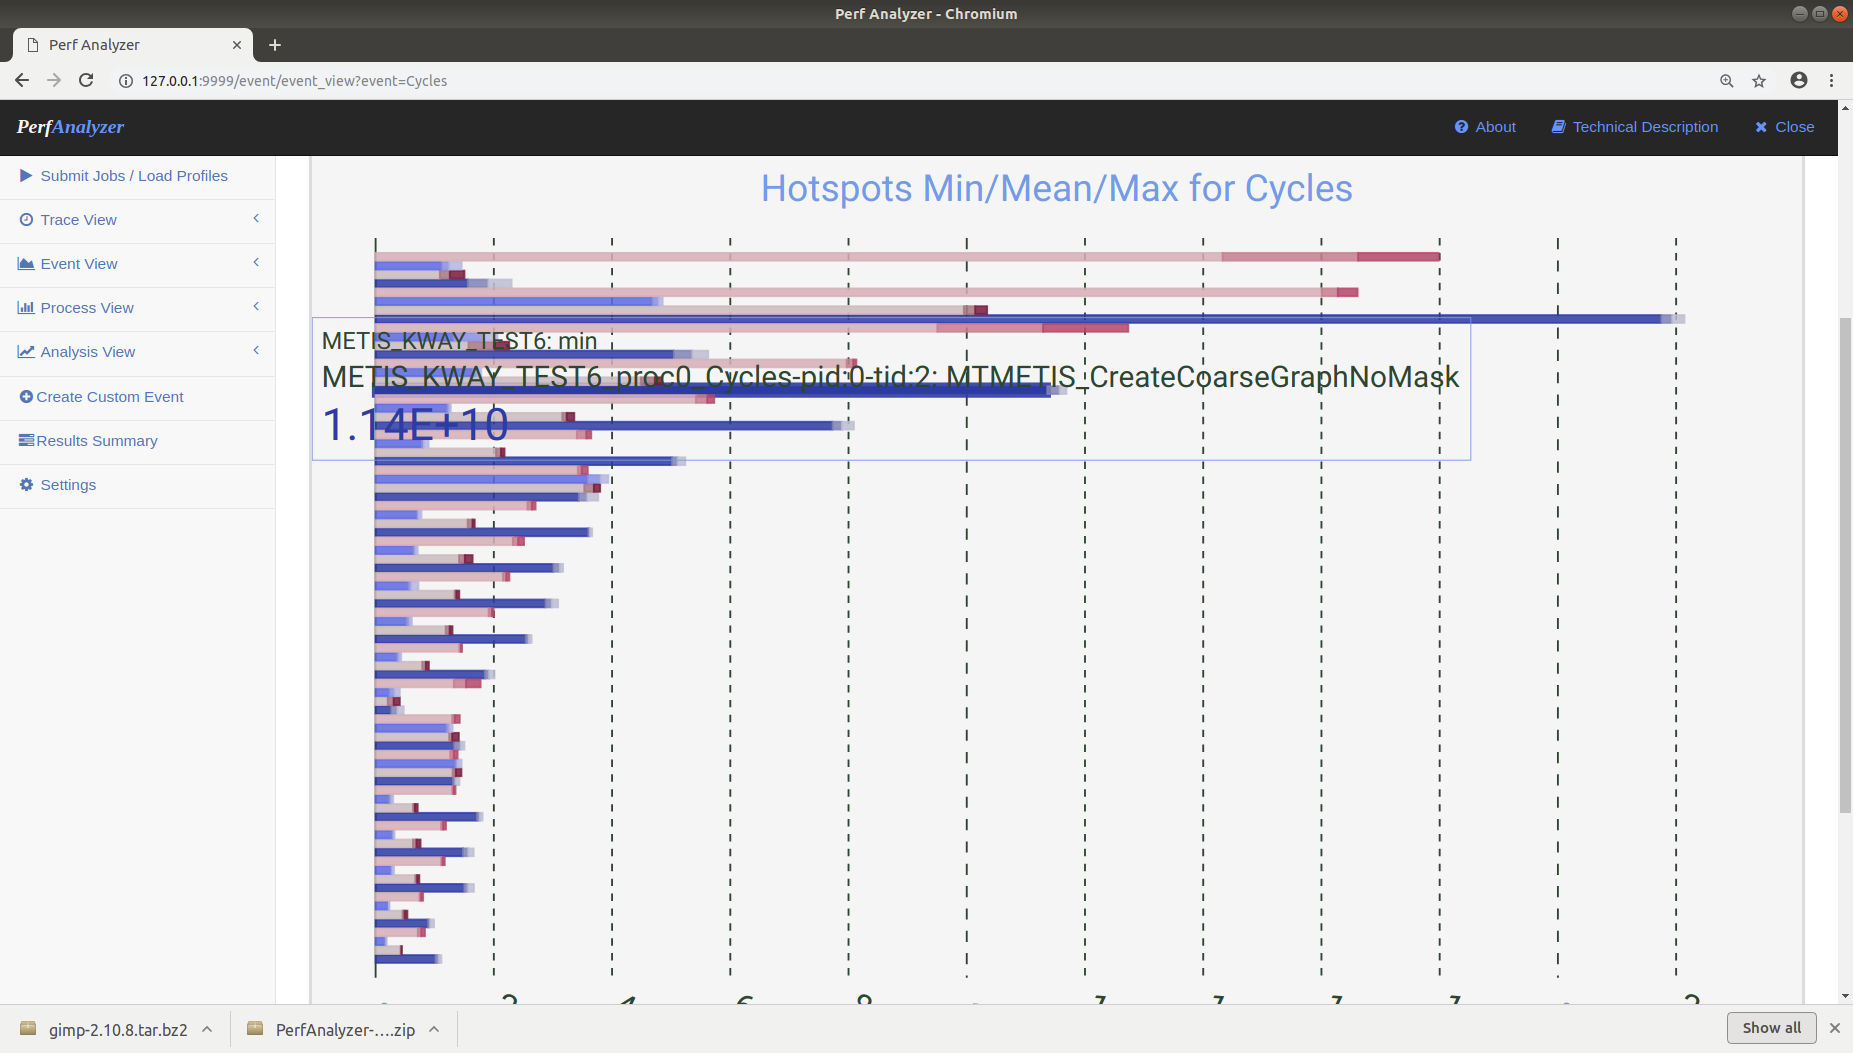 Perf Analyzer - Chromium
Perf Analyzer
127.0.0.1:9999/event/event_view?event=Cycles
PerfAnalyzer
About
Technical Description
Close
Submit Jobs / Load Profiles
Trace View
Event View
Process View
Analysis View
Create Custom Event
Results Summary
Settings
Hotspots Min/Mean/Max for Cycles
METIS_KWAY_TEST6: min
METIS_KWAY_TEST6_proc0_Cycles-pid:0-tid:2: MTMETIS_CreateCoarseGraphNoMask
1.14E+10
gimp-2.10.8.tar.bz2
PerfAnalyzer-....zip
Show all